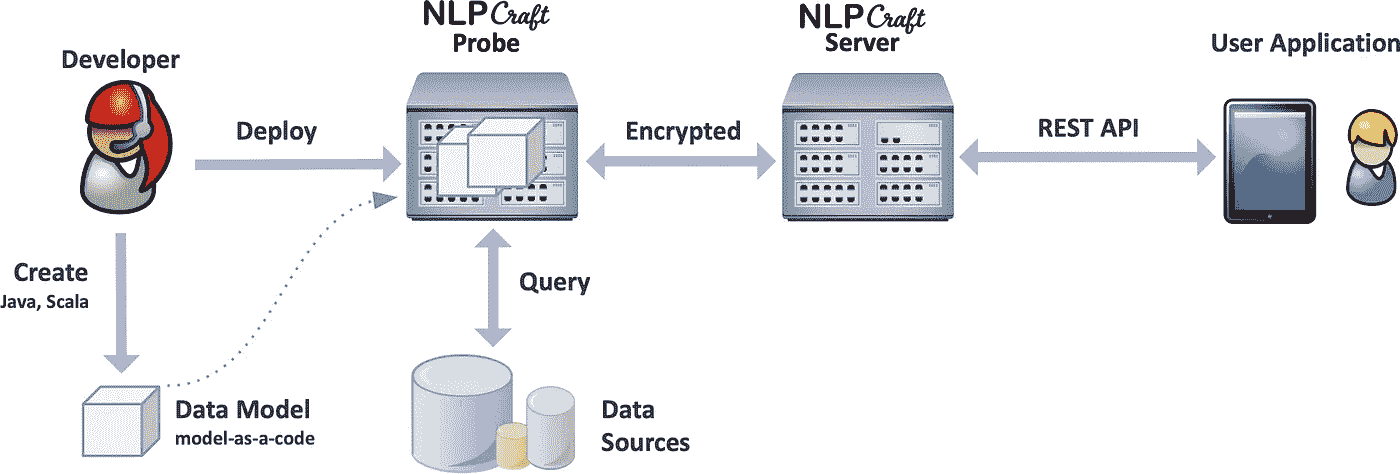 Developer
NLPCraft
Probe
NLPCraft
Server
User Application
Deploy
Encrypted
REST API
Create
Java, Scala
Query
Data Model
model-as-a-code
Data
Sources